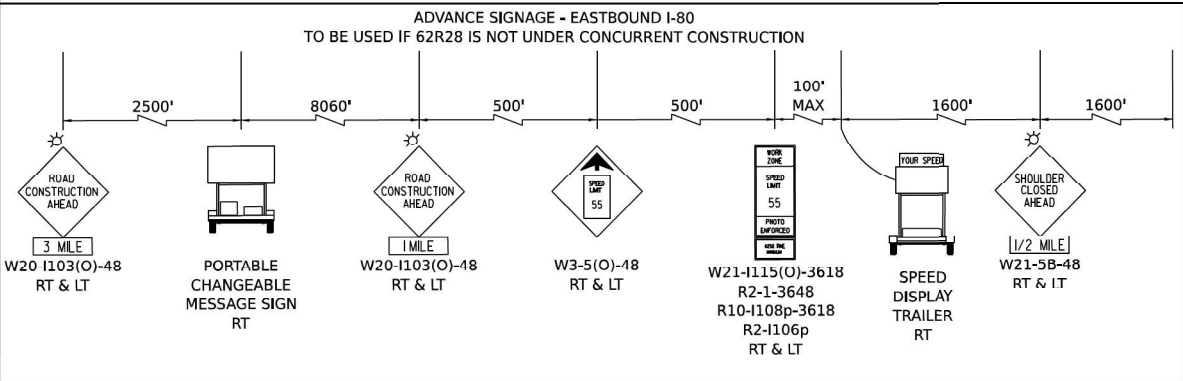 ADVANCE SIGNAGE - EASTBOUND I-80
TO BE USED IF 62R28 IS NOT UNDER CONCURRENT CONSTRUCTION
2500'
8060'
500'
500'
100'
MAX
1600'
1600'
ROAD
CONSTRUCTION
AHEAD
3 MILE
W20-I103(O)-48
RT & LT
PORTABLE
CHANGEABLE
MESSAGE SIGN
RT
ROAD
CONSTRUCTION
AHEAD
1 MILE
W20-I103(O)-48
RT & LT
SPEED
LIMIT
55
W3-5(O)-48
RT & LT
WORK
ZONE
SPEED
LIMIT
55
PHOTO
ENFORCED
W21-I115(O)-3618
R2-1-3648
R10-I108p-3618
R2-I106p
RT & LT
YOUR SPEED
SPEED
DISPLAY
TRAILER
RT
SHOULDER
CLOSED
AHEAD
1/2 MILE
W21-5B-48
RT & LT